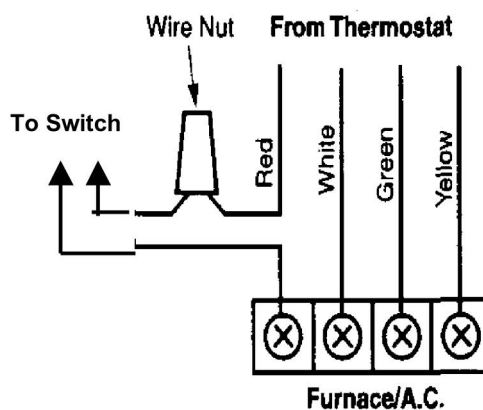 Wire Nut
From Thermostat
To Switch
Red
White
Green
Yellow
Furnace/A.C.